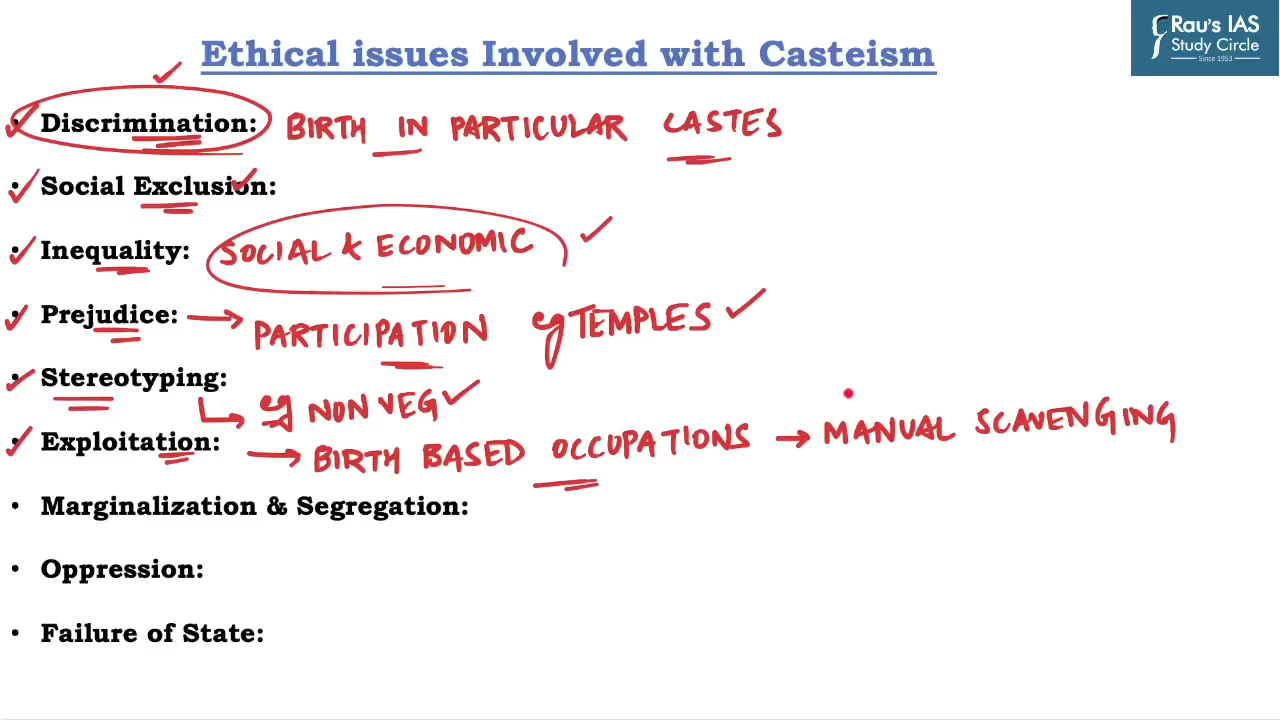 Rau's IAS
Study Circle
Since 1953
Ethical issues Involved with Casteism
• Discrimination: BIRTH IN PARTICULAR CASTES
• Social Exclusion:
• Inequality: SOCIAL & ECONOMIC
• Prejudice: → PARTICIPATION eg TEMPLES
• Stereotyping:
→ eg NON VEG
• Exploitation: → BIRTH BASED OCCUPATIONS → MANUAL SCAVENGING
• Marginalization & Segregation:
• Oppression:
• Failure of State: